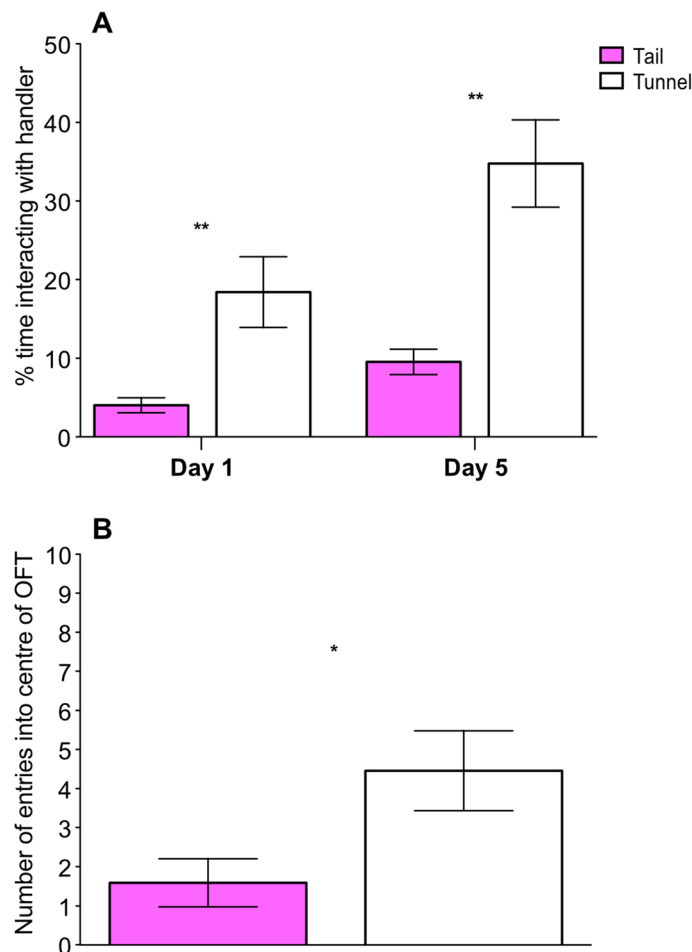 A
50
40
30
20
10
0
% time interacting with handler
**
**
Tail
Tunnel
Day 1
Day 5
B
10
9
8
7
6
5
4
3
2
1
0
Number of entries into centre of OFT
*